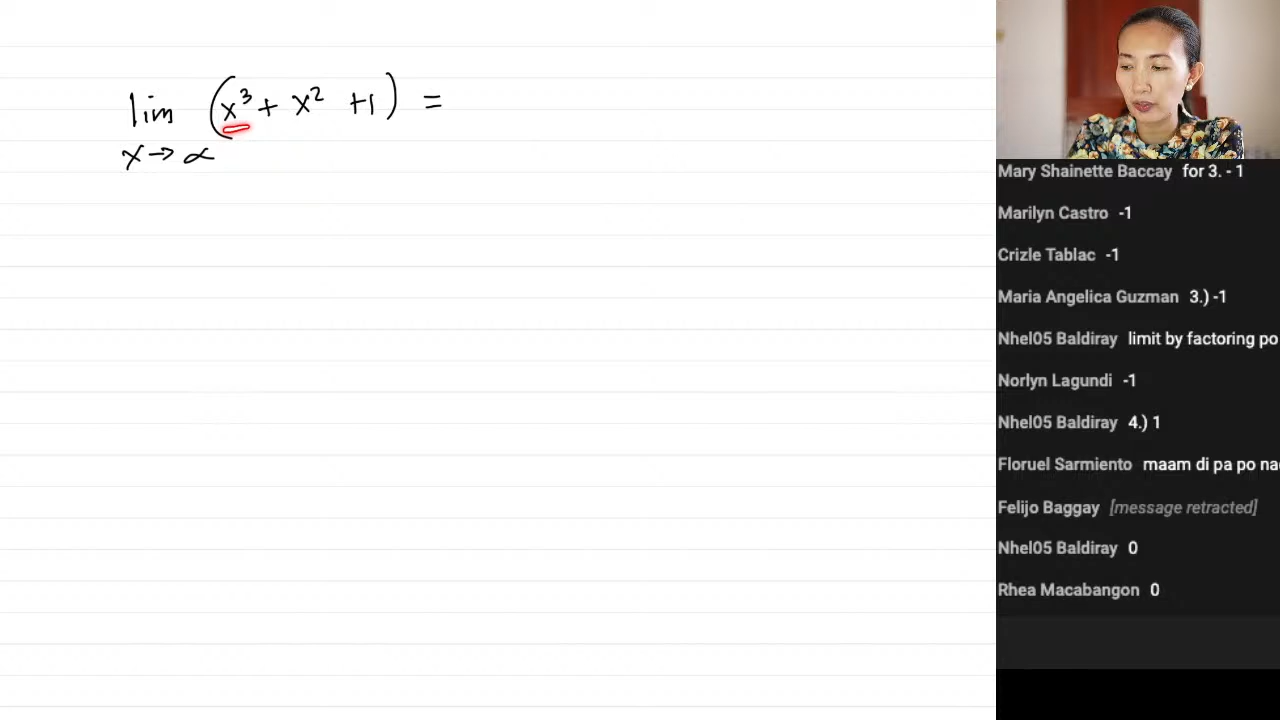 lim (x³ + x² + 1) =
x → ∝
Mary Shainette Baccay for 3. - 1
Marilyn Castro -1
Crizle Tablac -1
Maria Angelica Guzman 3.) -1
Nhel05 Baldiray limit by factoring po
Norlyn Lagundi -1
Nhel05 Baldiray 4.) 1
Floruel Sarmiento maam di pa po
Felijo Baggay [message retracted]
Nhel05 Baldiray 0
Rhea Macabangon 0